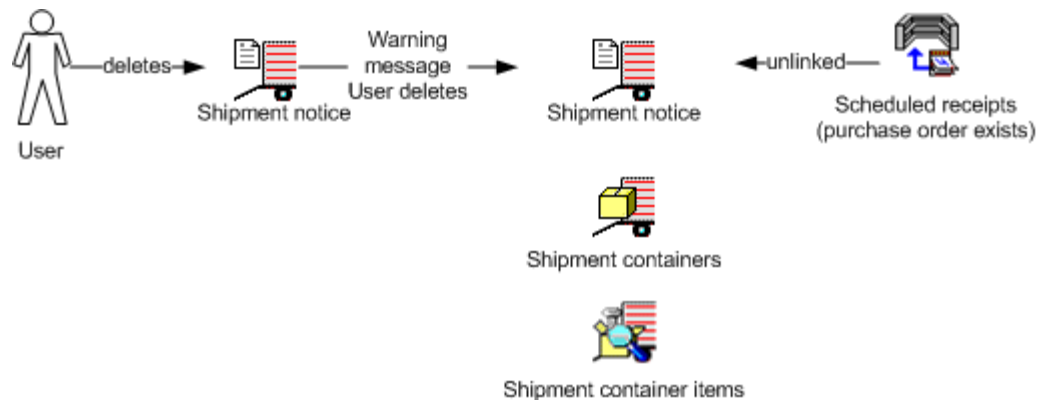 deletes
Warning
message
User deletes
unlinked
Shipment notice
Shipment notice
Scheduled receipts
(purchase order exists)
User
Shipment containers
Shipment container items